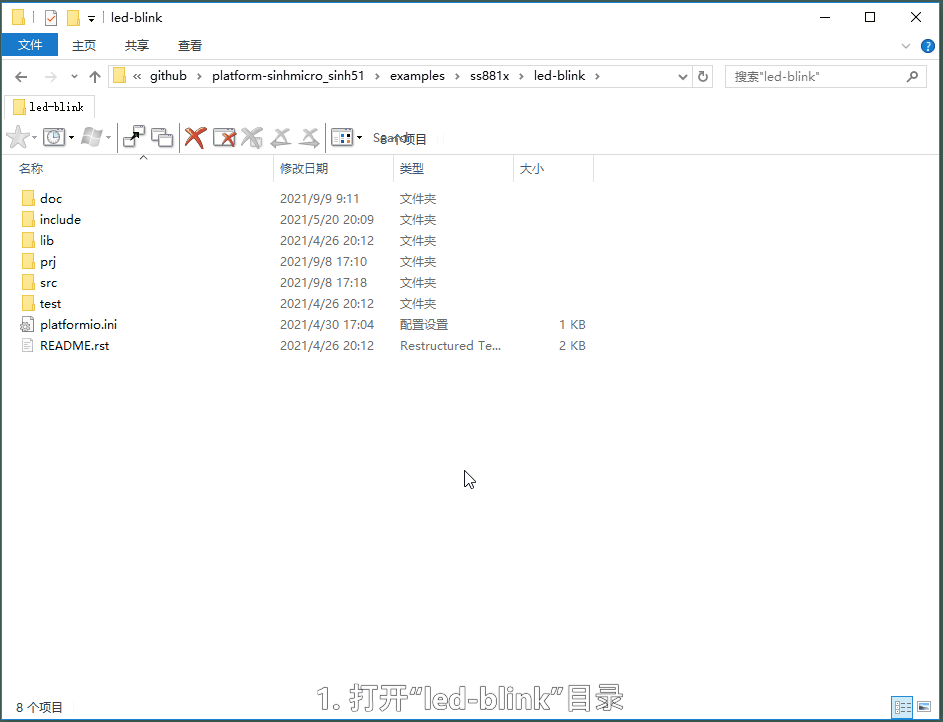 led-blink
文件 主页 共享 查看
« github › platform-sinhmicro_sinh51 › examples › ss881x › led-blink › 搜索"led-blink"
led-blink
8 个项目
名称 修改日期 类型 大小
doc 2021/9/9 9:11 文件夹
include 2021/5/20 20:09 文件夹
lib 2021/4/26 20:12 文件夹
prj 2021/9/8 17:10 文件夹
src 2021/9/8 17:18 文件夹
test 2021/4/26 20:12 文件夹
platformio.ini 2021/4/30 17:04 配置设置 1 KB
README.rst 2021/4/26 20:12 Restructured Te... 2 KB
1. 打开“led-blink”目录
8 个项目